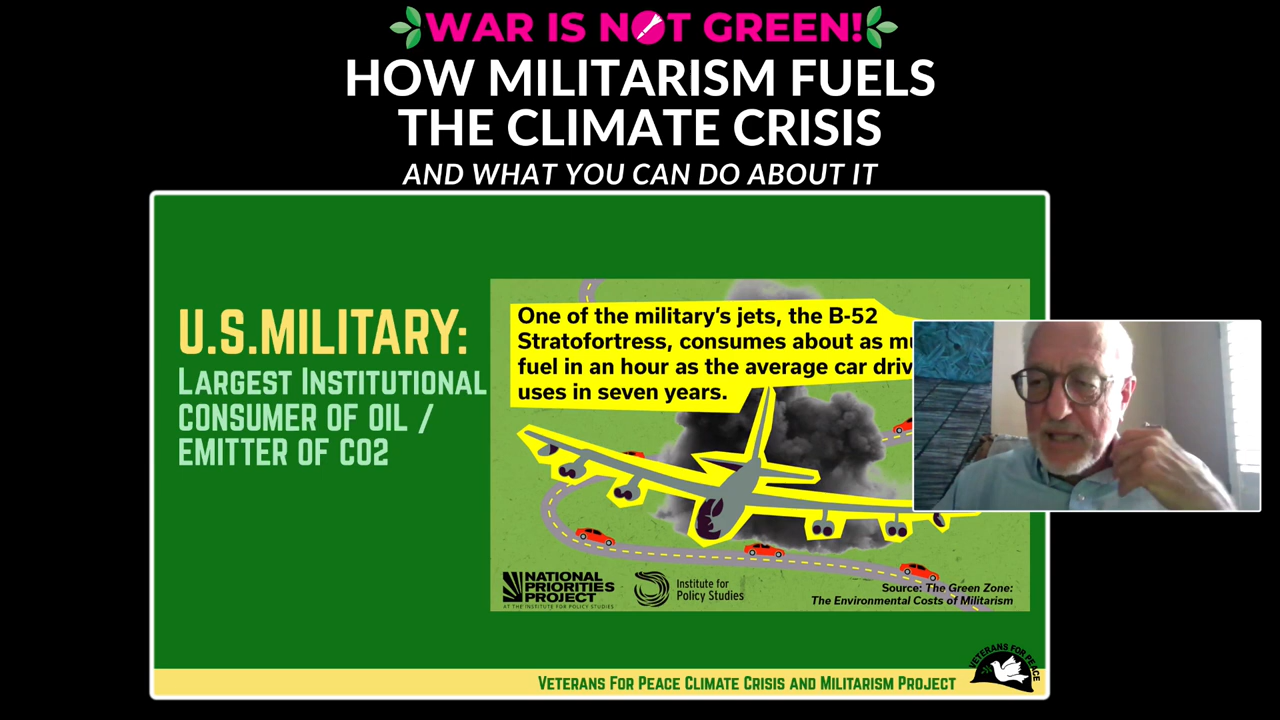 WAR IS NOT GREEN!
HOW MILITARISM FUELS
THE CLIMATE CRISIS
AND WHAT YOU CAN DO ABOUT IT
U.S.MILITARY:
LARGEST INSTITUTIONAL
CONSUMER OF OIL /
EMITTER OF CO2
One of the military's jets, the B-52
Stratofortress, consumes about as
fuel in an hour as the average car
uses in seven years.
NATIONAL
PRIORITIES
PROJECT
AT THE INSTITUTE FOR POLICY STUDIES
Institute for
Policy Studies
Source: The Green Zone:
The Environmental Costs of Militarism
VETERANS FOR PEACE
VETERANS FOR PEACE CLIMATE CRISIS AND MILITARISM PROJECT